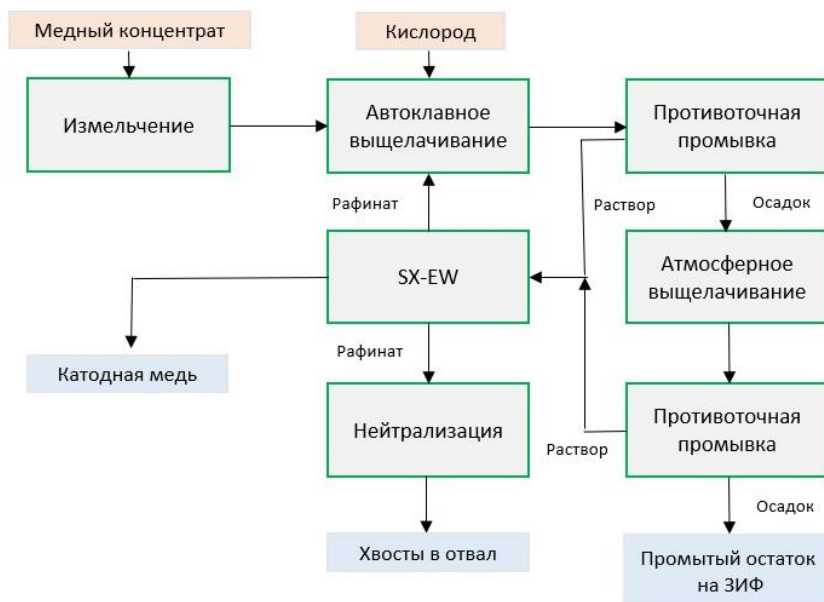 Медный концентрат
Кислород
Измельчение
Автоклавное
выщелачивание
Противоточная
промывка
Рафинат
Раствор
Осадок
SX-EW
Атмосферное
выщелачивание
Рафинат
Катодная медь
Нейтрализация
Раствор
Противоточная
промывка
Осадок
Хвосты в отвал
Промытый остаток
на ЗИФ